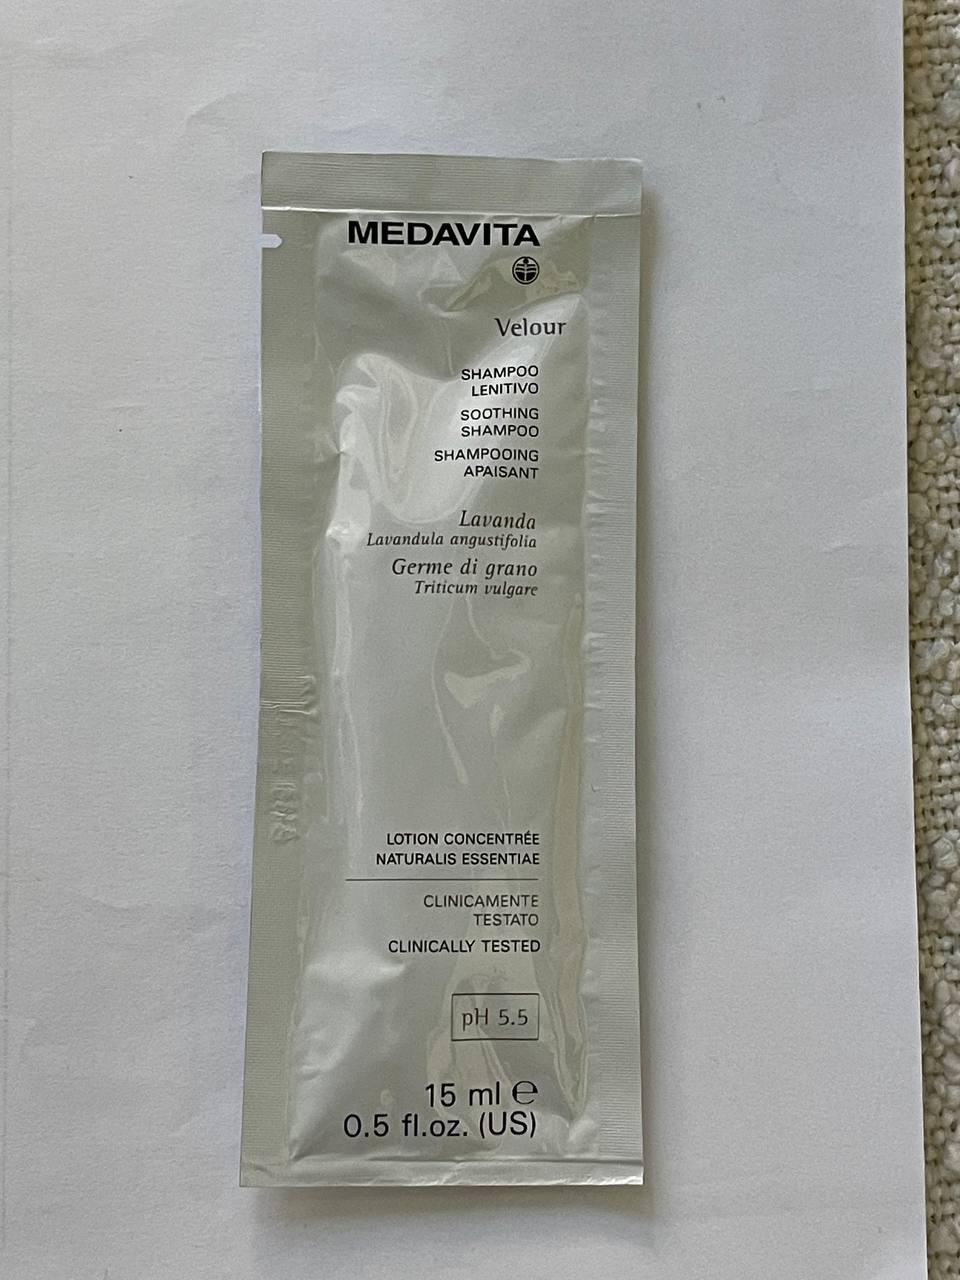 MEDAVITA
Velour
SHAMPOO
LENITIVO
SOOTHING
SHAMPOO
SHAMPOOING
APAISANT
Lavanda
Lavandula angustifolia
Germe di grano
Triticum vulgare
LOTION CONCENTRÉE
NATURALIS ESSENTIAE
CLINICAMENTE
TESTATO
CLINICALLY TESTED
pH 5.5
15 ml ℮
0.5 fl.oz. (US)